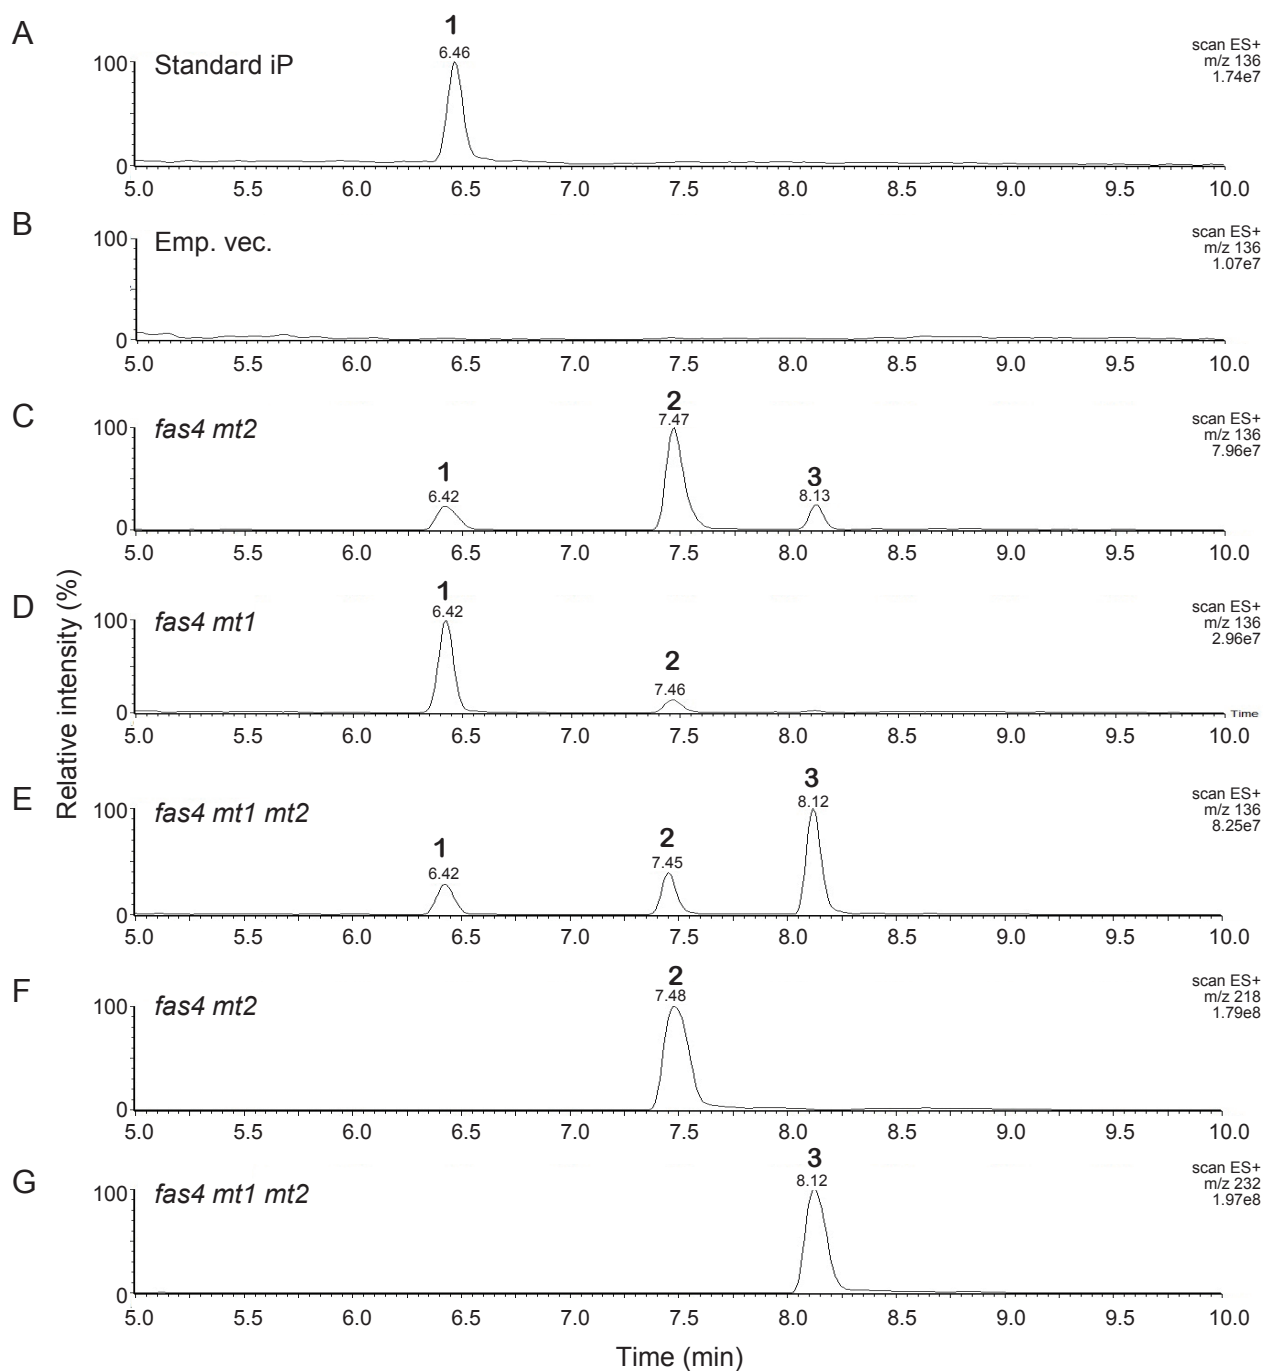 A
1
6.46
scan ES+
m/z 136
1.74e7
100
Standard iP
0
5.0 5.5 6.0 6.5 7.0 7.5 8.0 8.5 9.0 9.5 10.0
B
scan ES+
m/z 136
1.07e7
100
Emp. vec.
0
5.0 5.5 6.0 6.5 7.0 7.5 8.0 8.5 9.0 9.5 10.0
C
2
7.47
scan ES+
m/z 136
7.96e7
100
fas4 mt2
1
6.42
3
8.13
0
5.0 5.5 6.0 6.5 7.0 7.5 8.0 8.5 9.0 9.5 10.0
Relative intensity (%)
D
1
6.42
scan ES+
m/z 136
2.96e7
100
fas4 mt1
2
7.46
0
Time
5.0 5.5 6.0 6.5 7.0 7.5 8.0 8.5 9.0 9.5 10.0
E
3
8.12
scan ES+
m/z 136
8.25e7
100
fas4 mt1 mt2
1
6.42
2
7.45
0
5.0 5.5 6.0 6.5 7.0 7.5 8.0 8.5 9.0 9.5 10.0
F
2
7.48
scan ES+
m/z 218
1.79e8
100
fas4 mt2
0
5.0 5.5 6.0 6.5 7.0 7.5 8.0 8.5 9.0 9.5 10.0
G
3
8.12
scan ES+
m/z 232
1.97e8
100
fas4 mt1 mt2
0
5.0 5.5 6.0 6.5 7.0 7.5 8.0 8.5 9.0 9.5 10.0
Time (min)